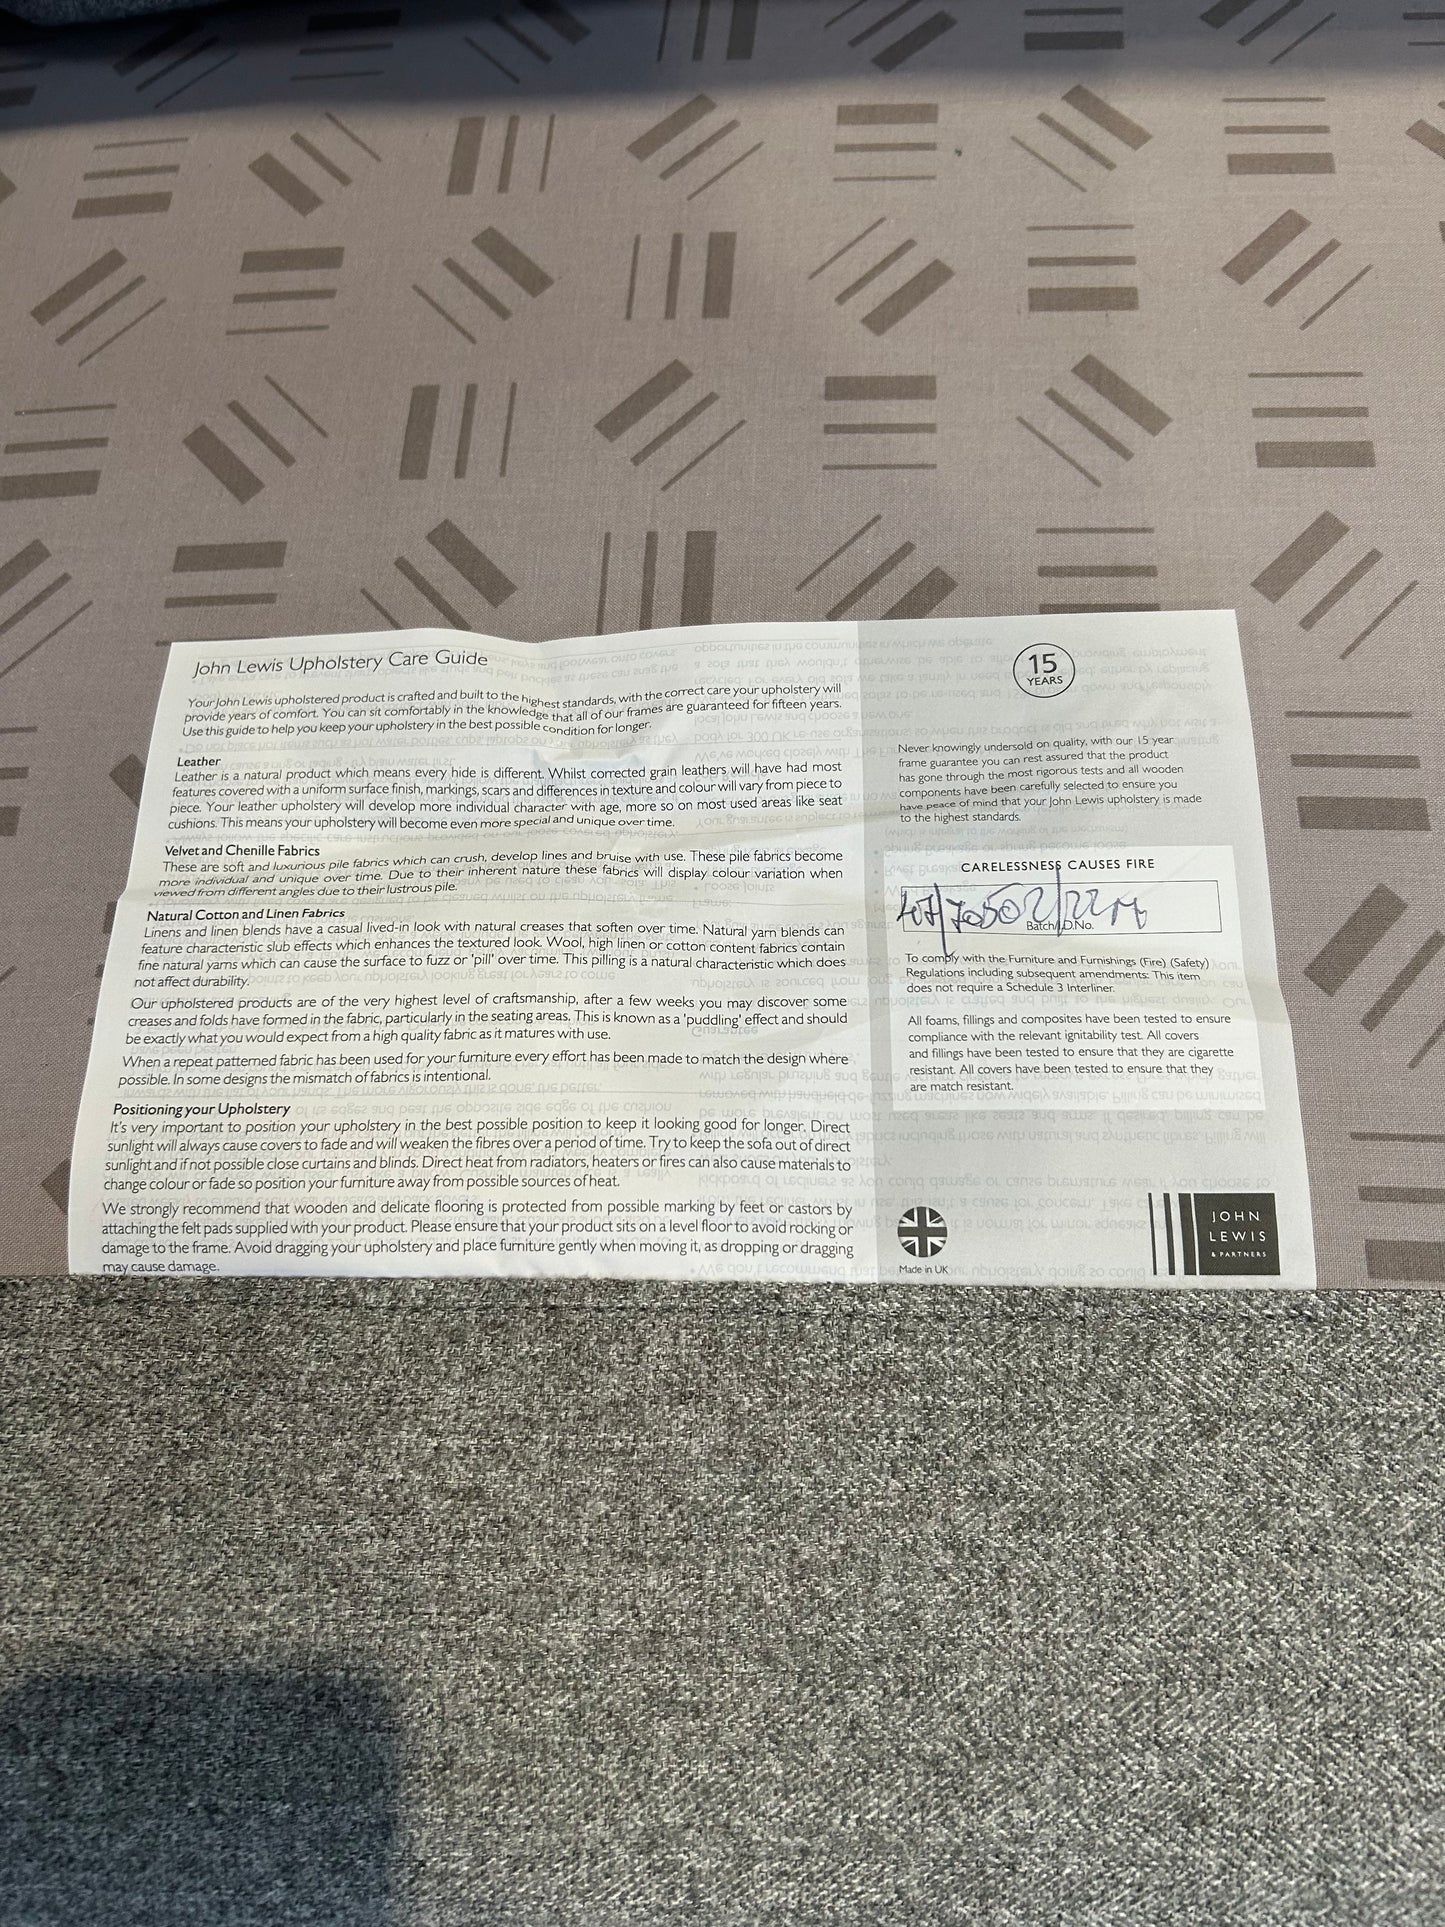 John Lewis Upholstery Care Guide
Your John Lewis upholstered product is crafted and built to the highest standards, with the correct care your upholstery will
provide years of comfort. You can sit comfortably in the knowledge that all of our frames are guaranteed for fifteen years.
Use this guide to help you keep your upholstery in the best possible condition for longer.
Leather
Leather is a natural product which means every hide is different. Whilst corrected grain leathers will have had most
features covered with a uniform surface finish, markings, scars and differences in texture and colour will vary from piece to
piece. Your leather upholstery will develop more individual character with age, more so on most used areas like seat
cushions. This means your upholstery will become even more special and unique over time.
Velvet and Chenille Fabrics
These are soft and luxurious pile fabrics which can crush, develop lines and bruise with use. These pile fabrics become
more individual and unique over time. Due to their inherent nature these fabrics will display colour variation when
viewed from different angles due to their lustrous pile.
Natural Cotton and Linen Fabrics
Linens and linen blends have a casual lived-in look with natural creases that soften over time. Natural yarn blends can
feature characteristic slub effects which enhances the textured look. Wool, high linen or cotton content fabrics contain
fine natural yarns which can cause the surface to fuzz or 'pill' over time. This pilling is a natural characteristic which does
not affect durability.
Our upholstered products are of the very highest level of craftsmanship, after a few weeks you may discover some
creases and folds have formed in the fabric, particularly in the seating areas. This is known as a 'puddling' effect and should
be exactly what you would expect from a high quality fabric as it matures with use.
When a repeat patterned fabric has been used for your furniture every effort has been made to match the design where
possible. In some designs the mismatch of fabrics is intentional.
Positioning your Upholstery
It's very important to position your upholstery in the best possible position to keep it looking good for longer. Direct
sunlight will always cause covers to fade and will weaken the fibres over a period of time. Try to keep the sofa out of direct
sunlight and if not possible close curtains and blinds. Direct heat from radiators, heaters or fires can also cause materials to
change colour or fade so position your furniture away from possible sources of heat.
We strongly recommend that wooden and delicate flooring is protected from possible marking by feet or castors by
attaching the felt pads supplied with your product. Please ensure that your product sits on a level floor to avoid rocking or
damage to the frame. Avoid dragging your upholstery and place furniture gently when moving it, as dropping or dragging
may cause damage.
15
YEARS
Never knowingly undersold on quality, with our 15 year
frame guarantee you can rest assured that the product
has gone through the most rigorous tests and all wooden
components have been carefully selected to ensure you
have peace of mind that your John Lewis upholstery is made
to the highest standards.
CARELESSNESS CAUSES FIRE
Batch/I.D.No.
To comply with the Furniture and Furnishings (Fire) (Safety)
Regulations including subsequent amendments: This item
does not require a Schedule 3 Interliner.
All foams, fillings and composites have been tested to ensure
compliance with the relevant ignitability test. All covers
and fillings have been tested to ensure that they are cigarette
resistant. All covers have been tested to ensure that they
are match resistant.
Made in UK
JOHN
LEWIS
& PARTNERS